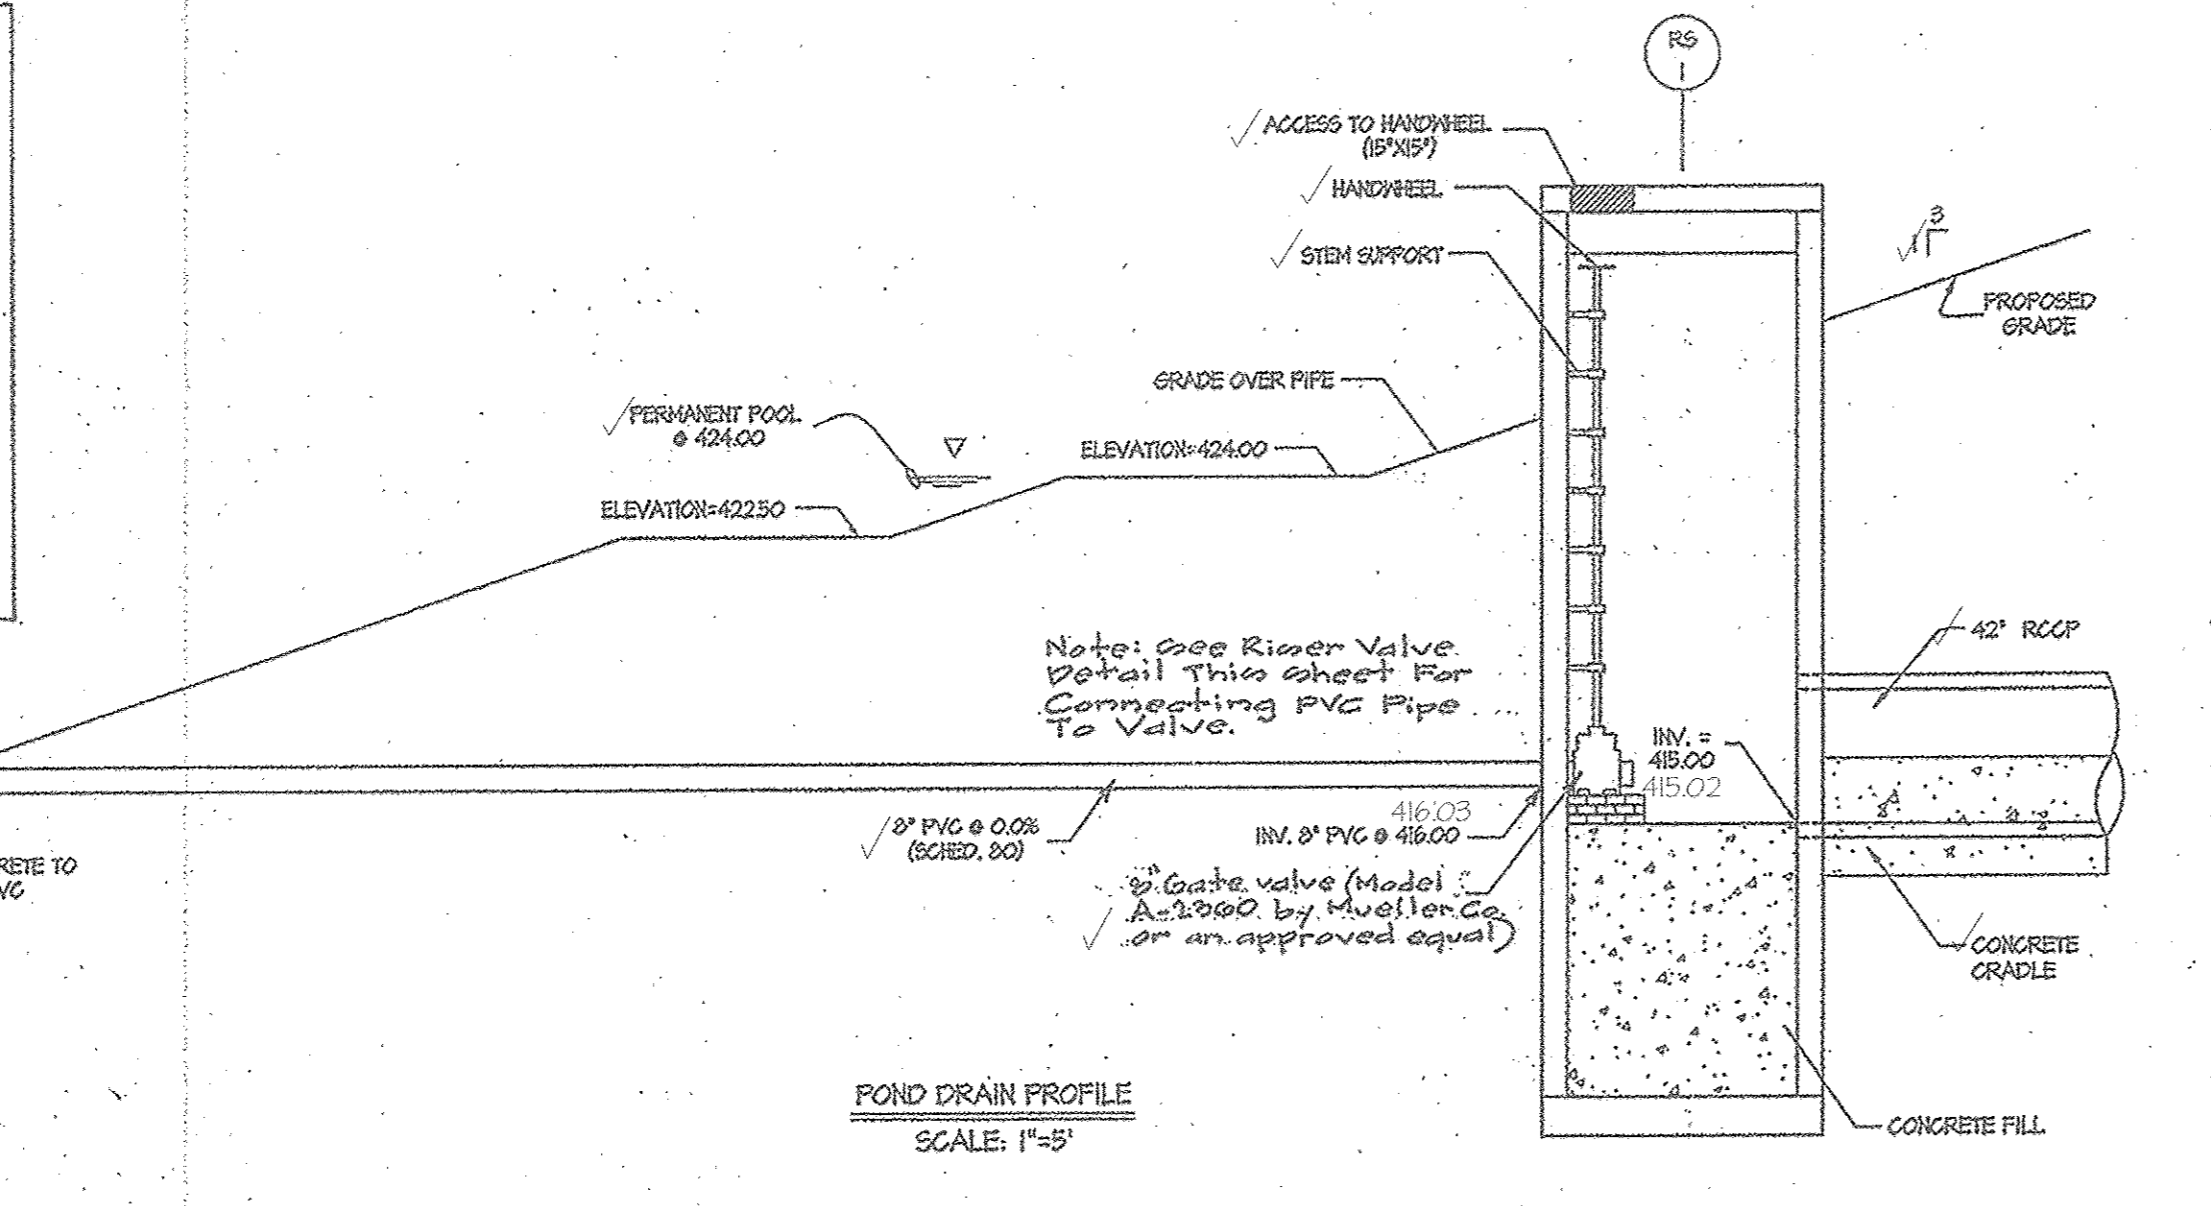 RS
ACCESS TO HANDWHEEL
(15"X15")
HANDWHEEL
STEM SUPPORT
3
1
PROPOSED
GRADE
GRADE OVER PIPE
PERMANENT POOL
@ 424.00
ELEVATION=424.00
ELEVATION=422.50
Note: See Riser Valve
Detail This Sheet For
Connecting PVC Pipe
To Valve.
42" RCCP
INV. =
415.00
415.02
8" PVC @ 0.0%
(SCHED. 80)
416.03
INV. 8" PVC @ 416.00
8" Gate valve (Model
A-2360 by Mueller Co.
or an approved equal)
RETE TO
VC
CONCRETE
CRADLE
CONCRETE FILL
POND DRAIN PROFILE
SCALE: 1"=5'